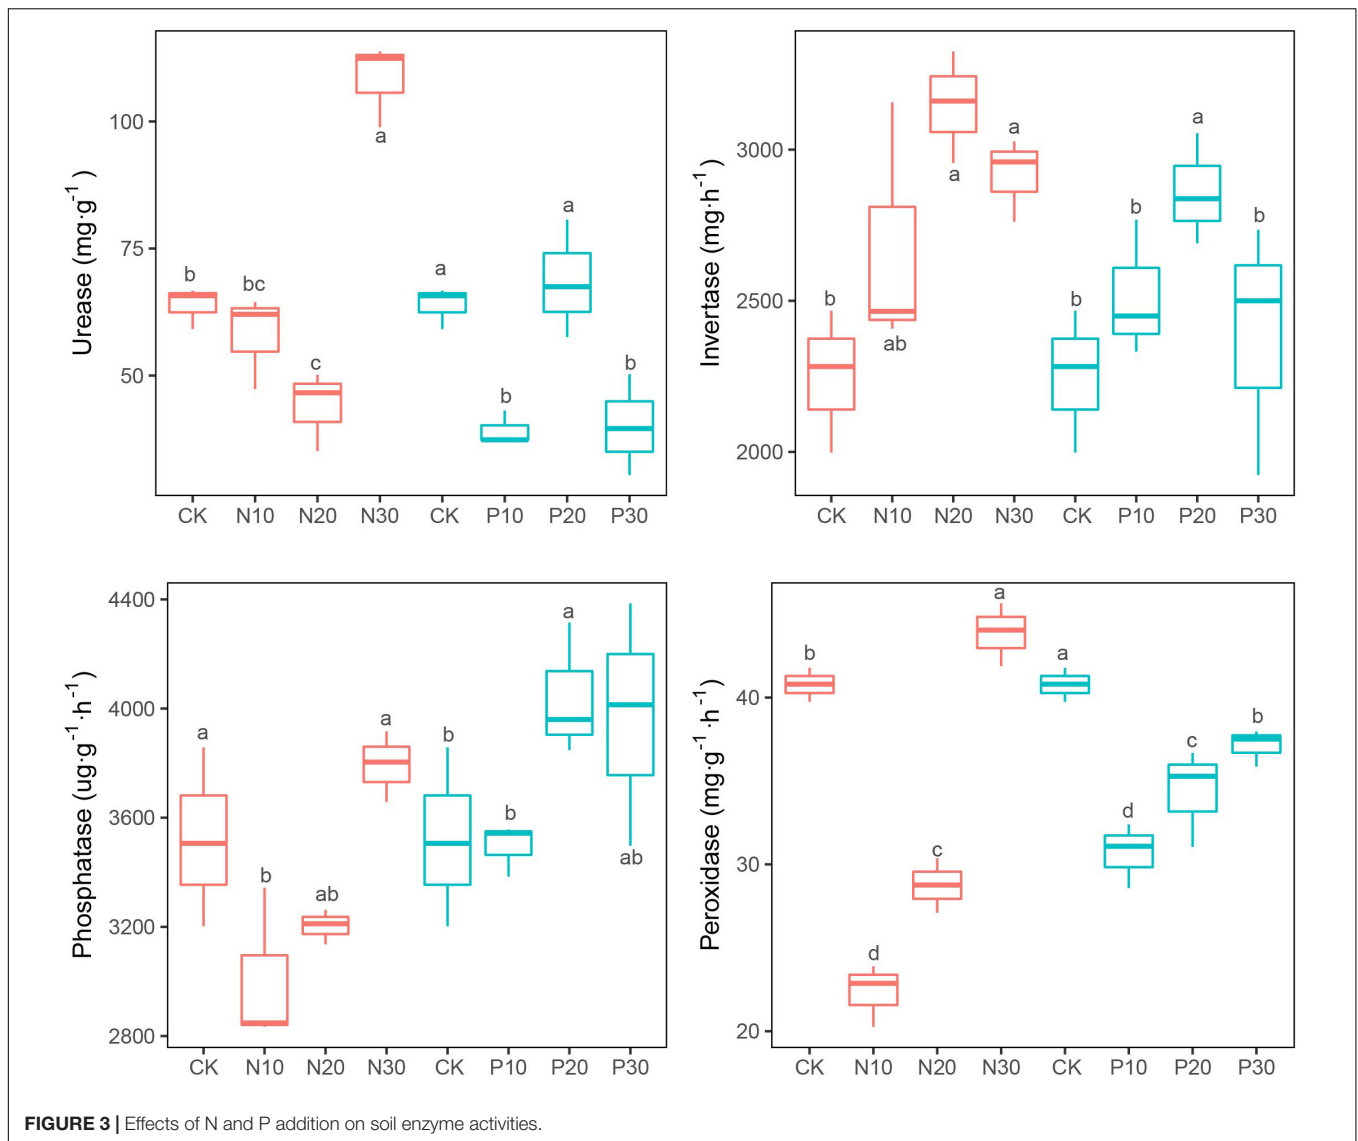 Urease (mg·g⁻¹ )
100
75
50
b
bc
c
a
a
b
a
b
CK N10 N20 N30 CK P10 P20 P30
Invertase (mg·h⁻¹ )
3000
2500
2000
b
ab
a
a
b
b
a
b
CK N10 N20 N30 CK P10 P20 P30
Phosphatase (ug·g⁻¹·h⁻¹ )
4400
4000
3600
3200
2800
a
b
ab
a
b
b
a
ab
CK N10 N20 N30 CK P10 P20 P30
Peroxidase (mg·g⁻¹·h⁻¹ )
40
30
20
b
d
c
a
a
d
c
b
CK N10 N20 N30 CK P10 P20 P30
FIGURE 3 | Effects of N and P addition on soil enzyme activities.